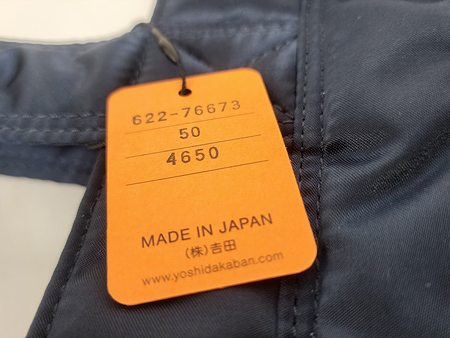 622-76673
50
4650
MADE IN JAPAN
(株)吉田
www.yoshidakaban.com